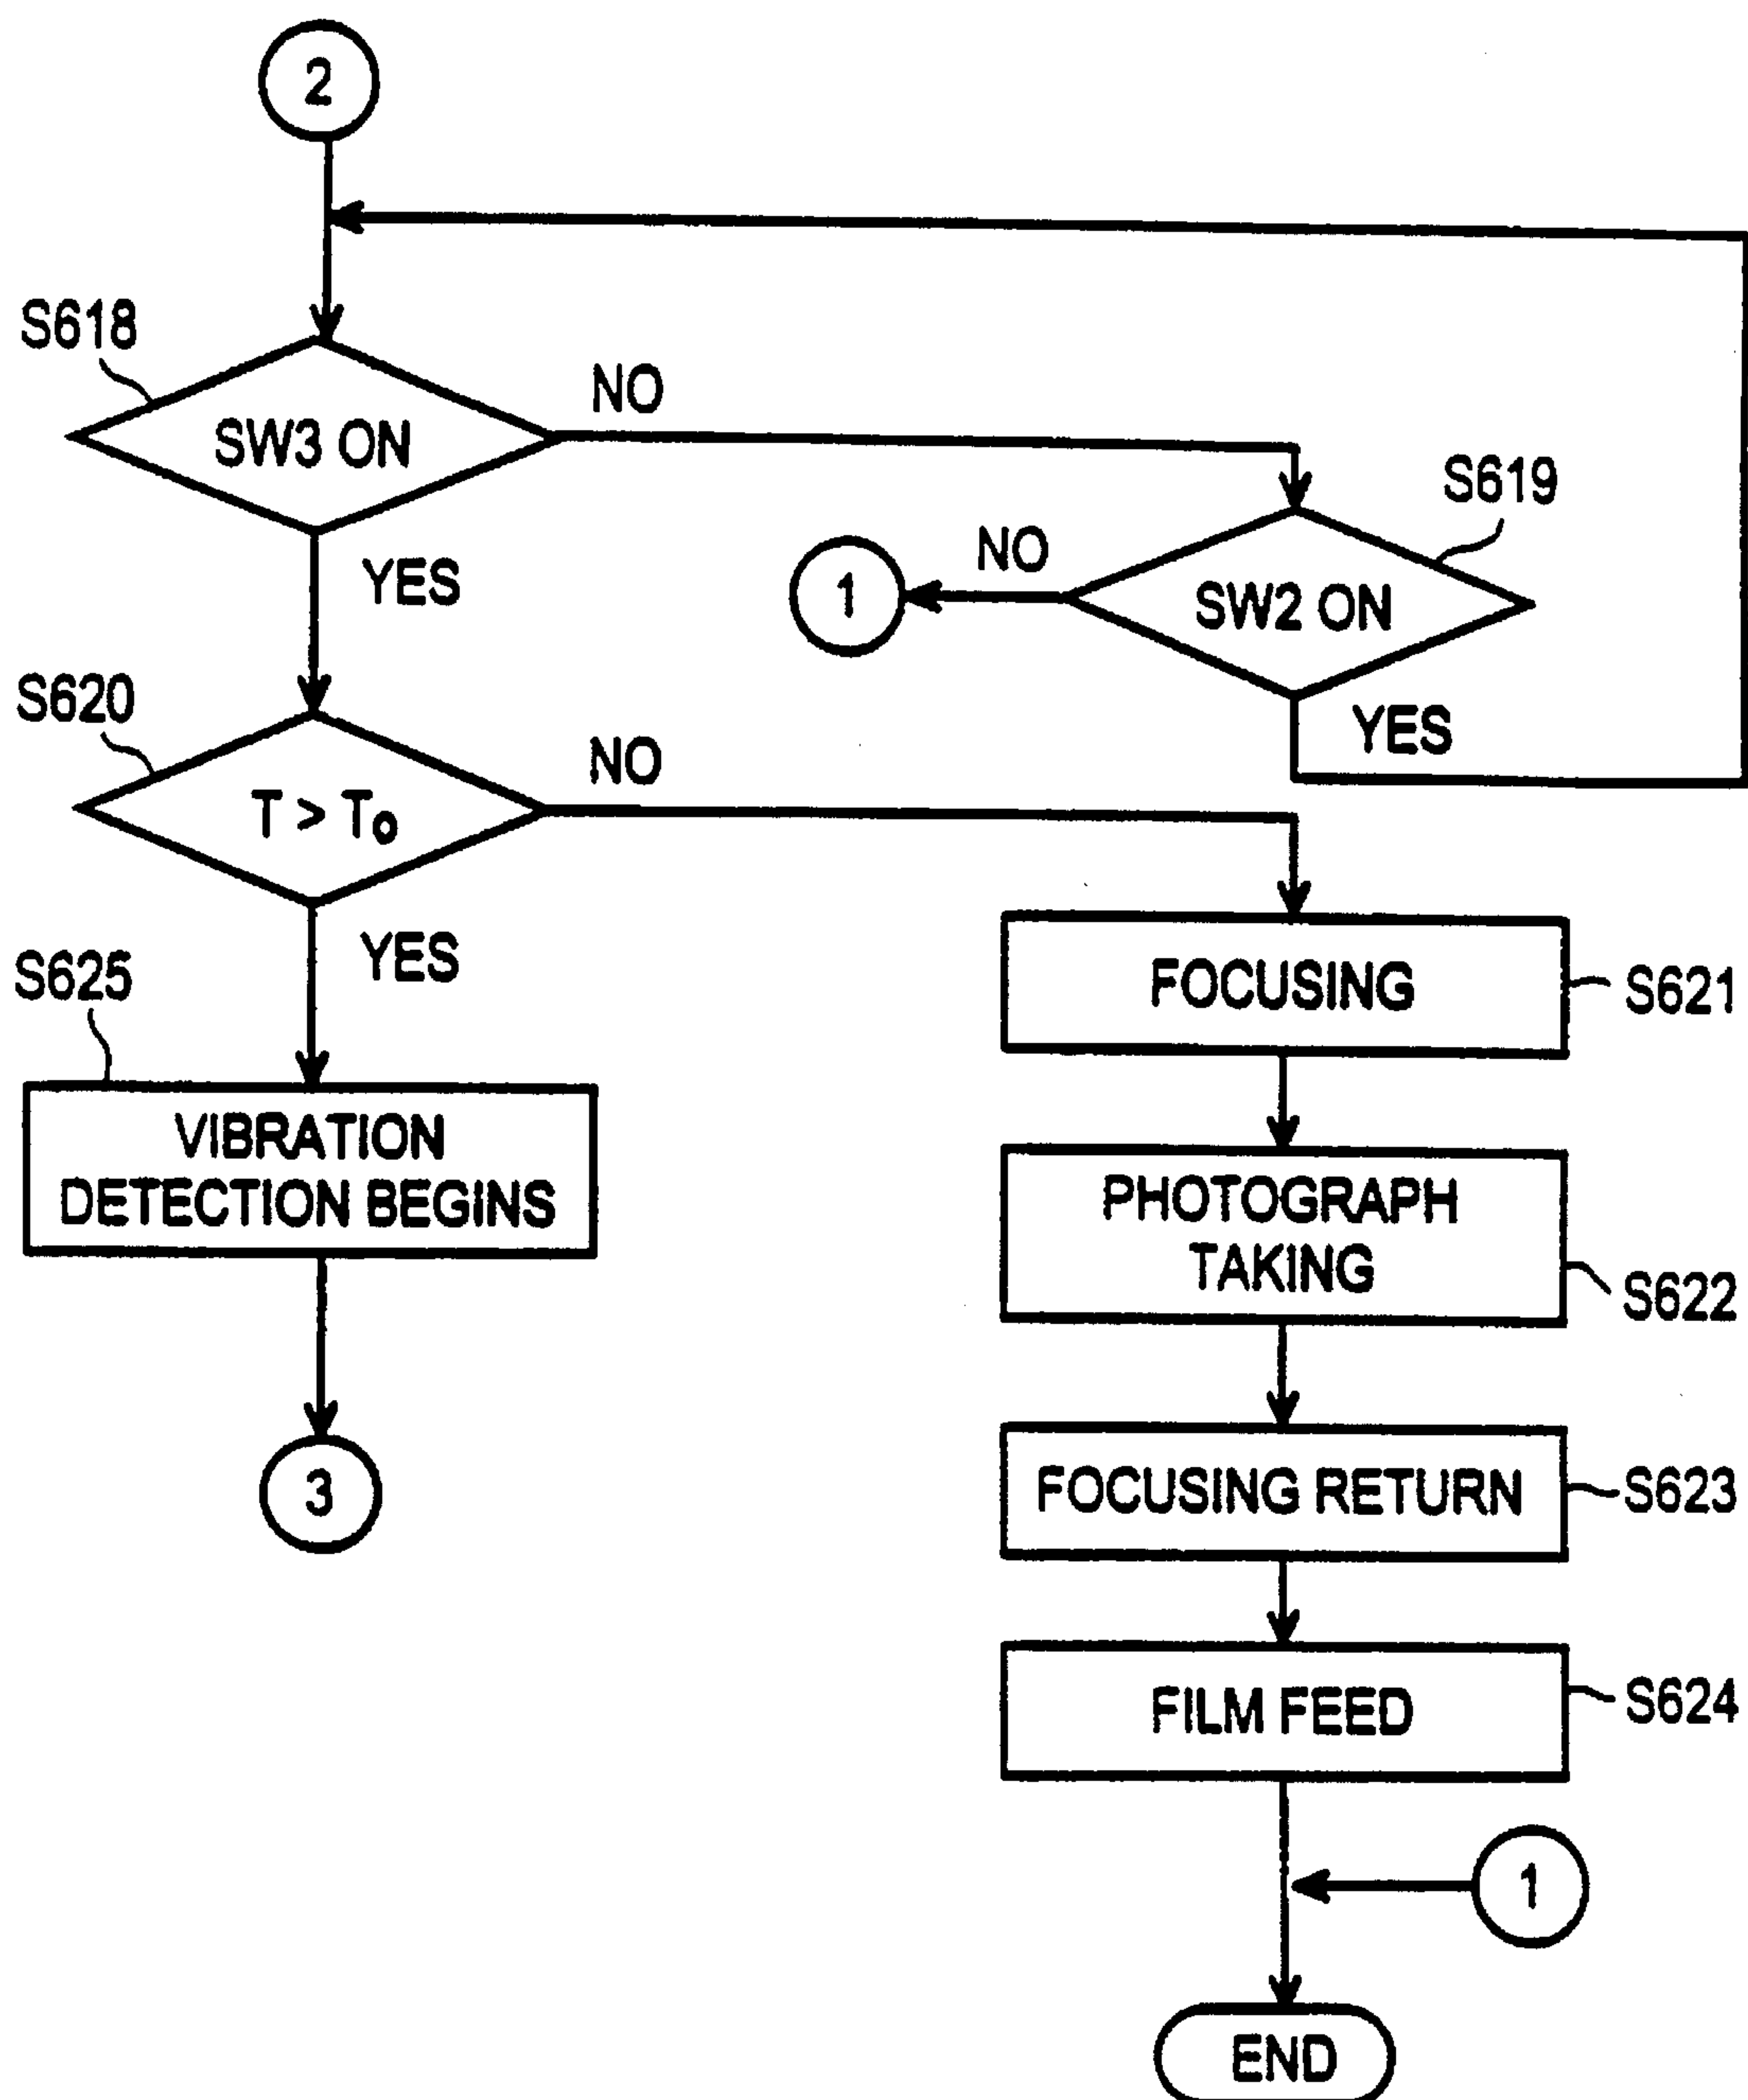 2
S618
SW3 ON
NO
YES
S619
SW2 ON
NO
1
YES
S620
T > To
NO
YES
S625
VIBRATION
DETECTION BEGINS
3
FOCUSING
S621
PHOTOGRAPH
TAKING
S622
FOCUSING RETURN
S623
FILM FEED
S624
1
END